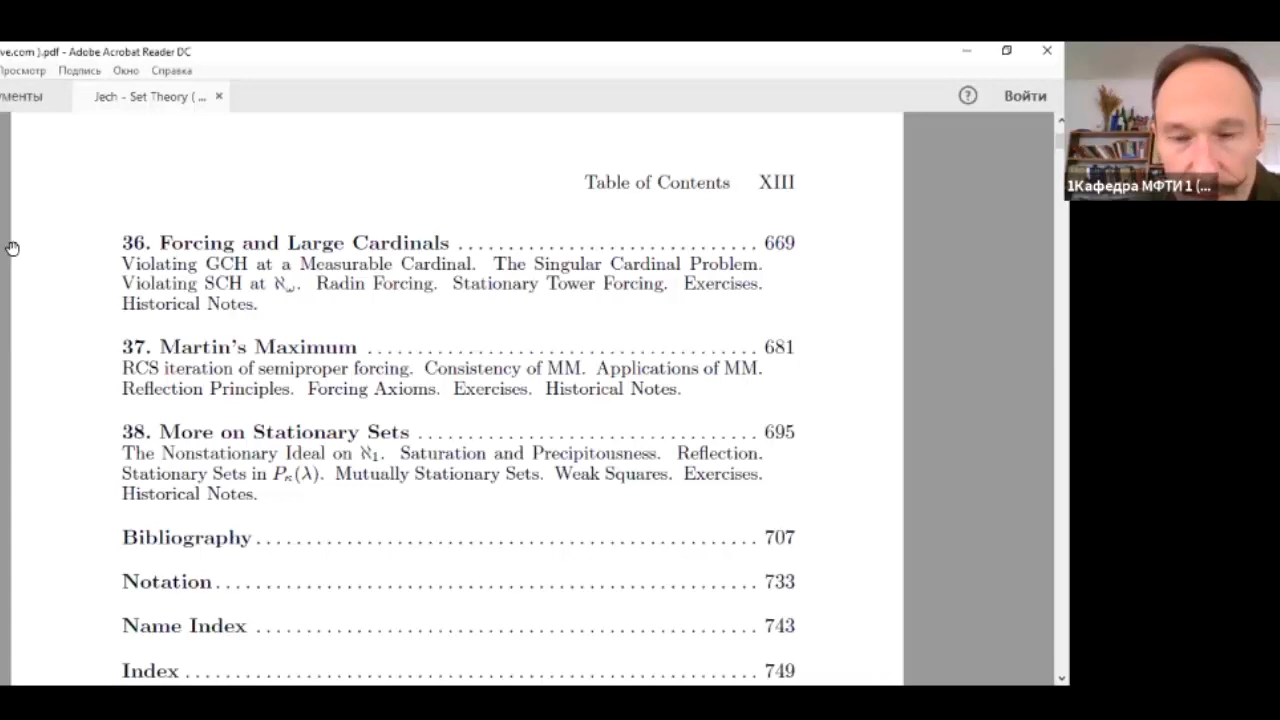 ve.com ).pdf - Adobe Acrobat Reader DC
Просмотр Подпись Окно Справка
ументы Jech - Set Theory ( ... × ? Войти
1Кафедра МФТИ 1 (...
Table of Contents XIII
36. Forcing and Large Cardinals ........................... 669
Violating GCH at a Measurable Cardinal. The Singular Cardinal Problem.
Violating SCH at ℵω. Radin Forcing. Stationary Tower Forcing. Exercises.
Historical Notes.
37. Martin's Maximum ................................... 681
RCS iteration of semiproper forcing. Consistency of MM. Applications of MM.
Reflection Principles. Forcing Axioms. Exercises. Historical Notes.
38. More on Stationary Sets ............................... 695
The Nonstationary Ideal on ℵ1. Saturation and Precipitousness. Reflection.
Stationary Sets in Pκ(λ). Mutually Stationary Sets. Weak Squares. Exercises.
Historical Notes.
Bibliography ............................................. 707
Notation ................................................ 733
Name Index ............................................. 743
Index ................................................... 749